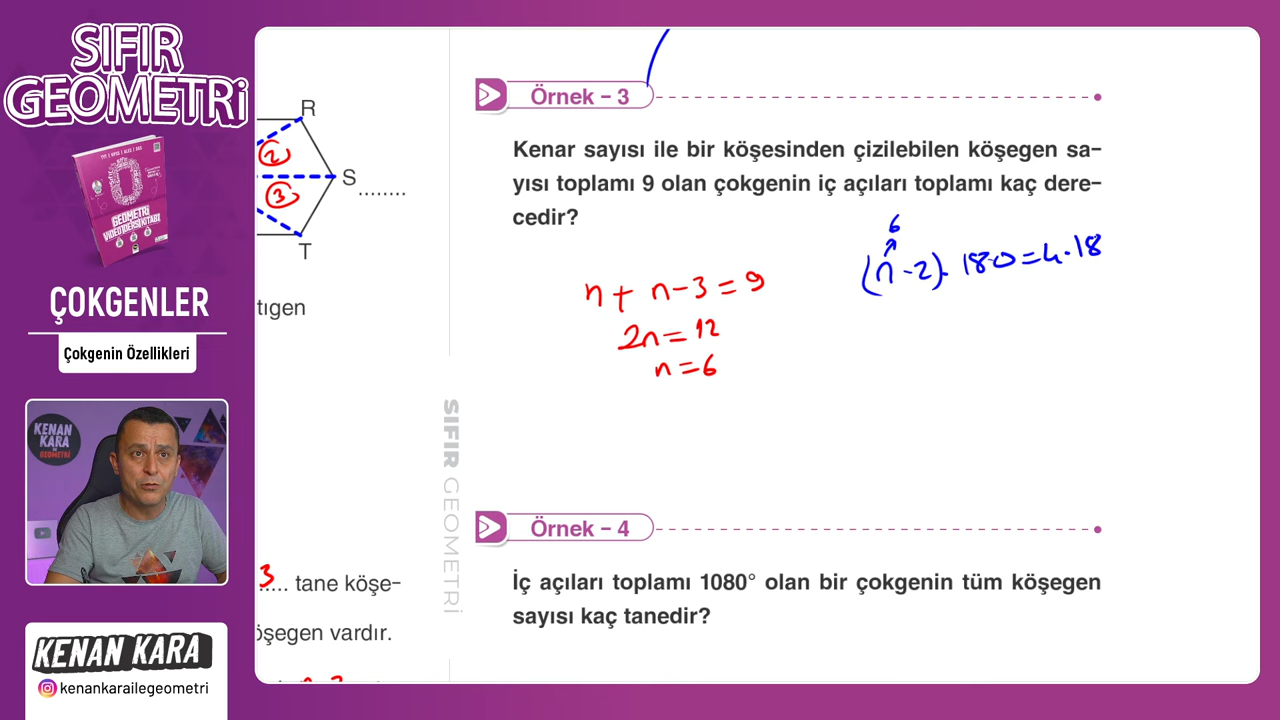 SIFIR
GEOMETRİ
GEOMETRİ
VİDEO DERS KİTABI
ÇOKGENLER
Çokgenin Özellikleri
KENAN
KARA
GEOMETRİ
KENAN KARA
kenankarailegeometri
R
2
3
S ........
T
tıgen
3
..... tane köşe-
öşegen vardır.
SIFIR GEOMETRİ
Örnek - 3
Kenar sayısı ile bir köşesinden çizilebilen köşegen sa-
yısı toplamı 9 olan çokgenin iç açıları toplamı kaç dere-
cedir?
n + n-3 = 9
2n = 12
n = 6
6
(n-2). 180 = 4.18
Örnek - 4
İç açıları toplamı 1080° olan bir çokgenin tüm köşegen
sayısı kaç tanedir?